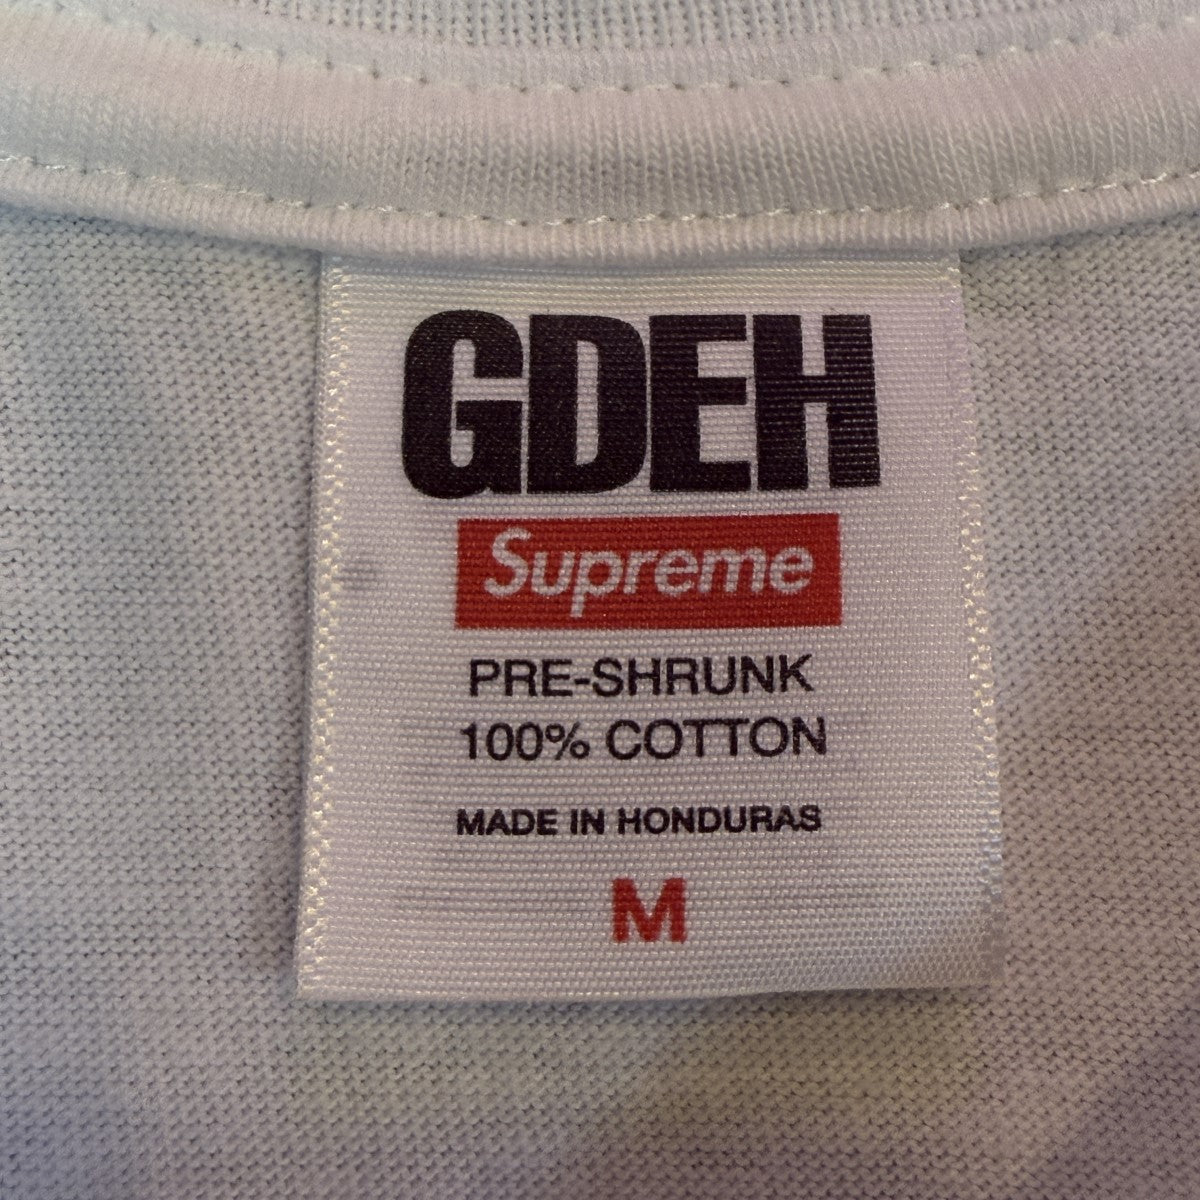 GDEH
Supreme
PRE-SHRUNK
100% COTTON
MADE IN HONDURAS
M